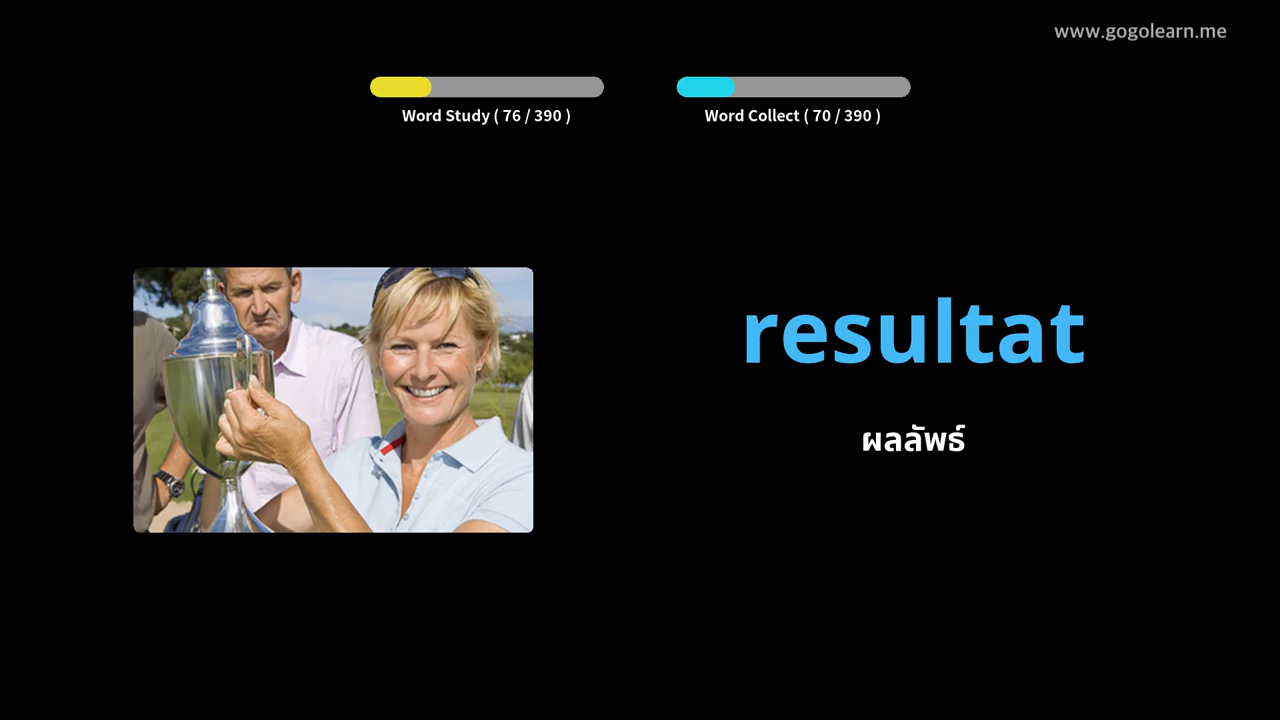 www.gogolearn.me
Word Study ( 76 / 390 )
Word Collect ( 70 / 390 )
resultat
ผลลัพธ์